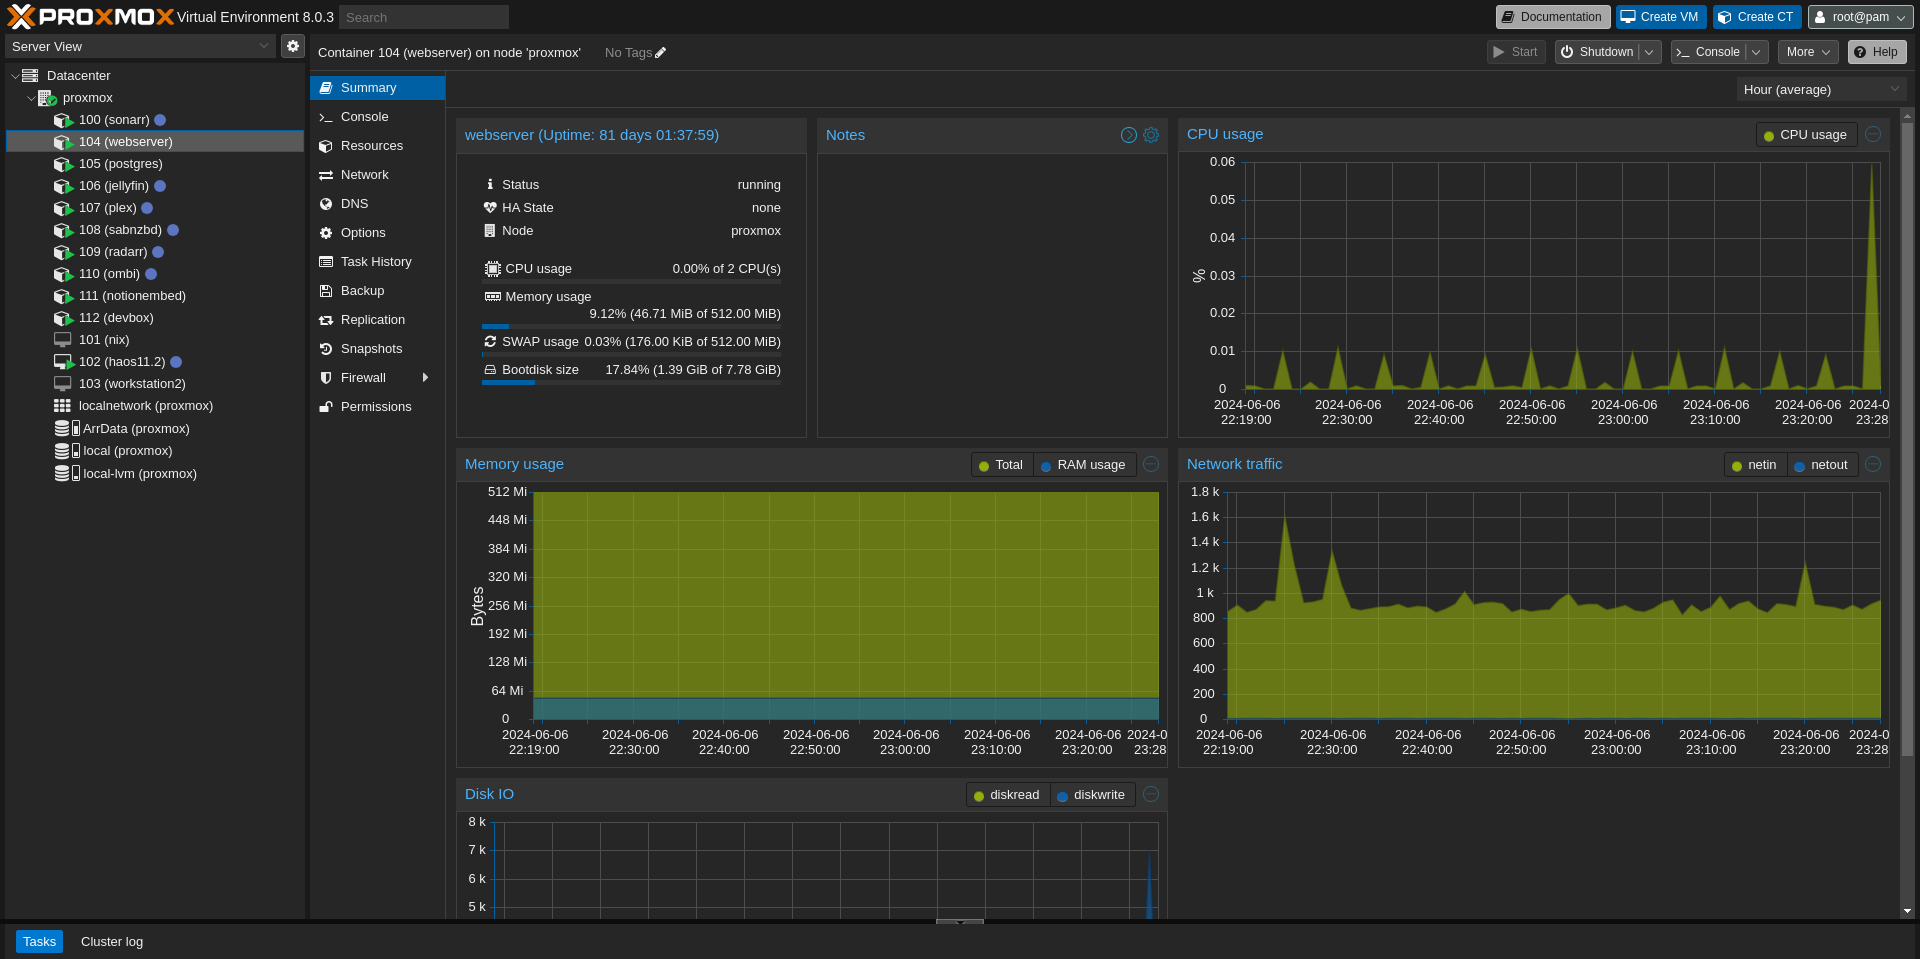 PROXMOX Virtual Environment 8.0.3 Search
Documentation Create VM Create CT root@pam
Server View
Container 104 (webserver) on node 'proxmox' No Tags
Start Shutdown Console More Help
Datacenter
proxmox
100 (sonarr)
104 (webserver)
105 (postgres)
106 (jellyfin)
107 (plex)
108 (sabnzbd)
109 (radarr)
110 (ombi)
111 (notionembed)
112 (devbox)
101 (nix)
102 (haos11.2)
103 (workstation2)
localnetwork (proxmox)
ArrData (proxmox)
local (proxmox)
local-lvm (proxmox)
Summary
Console
Resources
Network
DNS
Options
Task History
Backup
Replication
Snapshots
Firewall
Permissions
Hour (average)
webserver (Uptime: 81 days 01:37:59)
Status running
HA State none
Node proxmox
CPU usage 0.00% of 2 CPU(s)
Memory usage
9.12% (46.71 MiB of 512.00 MiB)
SWAP usage 0.03% (176.00 KiB of 512.00 MiB)
Bootdisk size 17.84% (1.39 GiB of 7.78 GiB)
Notes
CPU usage CPU usage
0.06
0.05
0.04
%
0.03
0.02
0.01
0
2024-06-06 2024-06-06 2024-06-06 2024-06-06 2024-06-06 2024-06-06 2024-06-06 2024-0
22:19:00 22:30:00 22:40:00 22:50:00 23:00:00 23:10:00 23:20:00 23:28
Memory usage Total RAM usage
512 Mi
448 Mi
384 Mi
320 Mi
Bytes
256 Mi
192 Mi
128 Mi
64 Mi
0
2024-06-06 2024-06-06 2024-06-06 2024-06-06 2024-06-06 2024-06-06 2024-06-06 2024-0
22:19:00 22:30:00 22:40:00 22:50:00 23:00:00 23:10:00 23:20:00 23:28
Network traffic netin netout
1.8 k
1.6 k
1.4 k
1.2 k
1 k
800
600
400
200
0
2024-06-06 2024-06-06 2024-06-06 2024-06-06 2024-06-06 2024-06-06 2024-06-06 2024-0
22:19:00 22:30:00 22:40:00 22:50:00 23:00:00 23:10:00 23:20:00 23:28
Disk IO diskread diskwrite
8 k
7 k
6 k
5 k
Tasks Cluster log